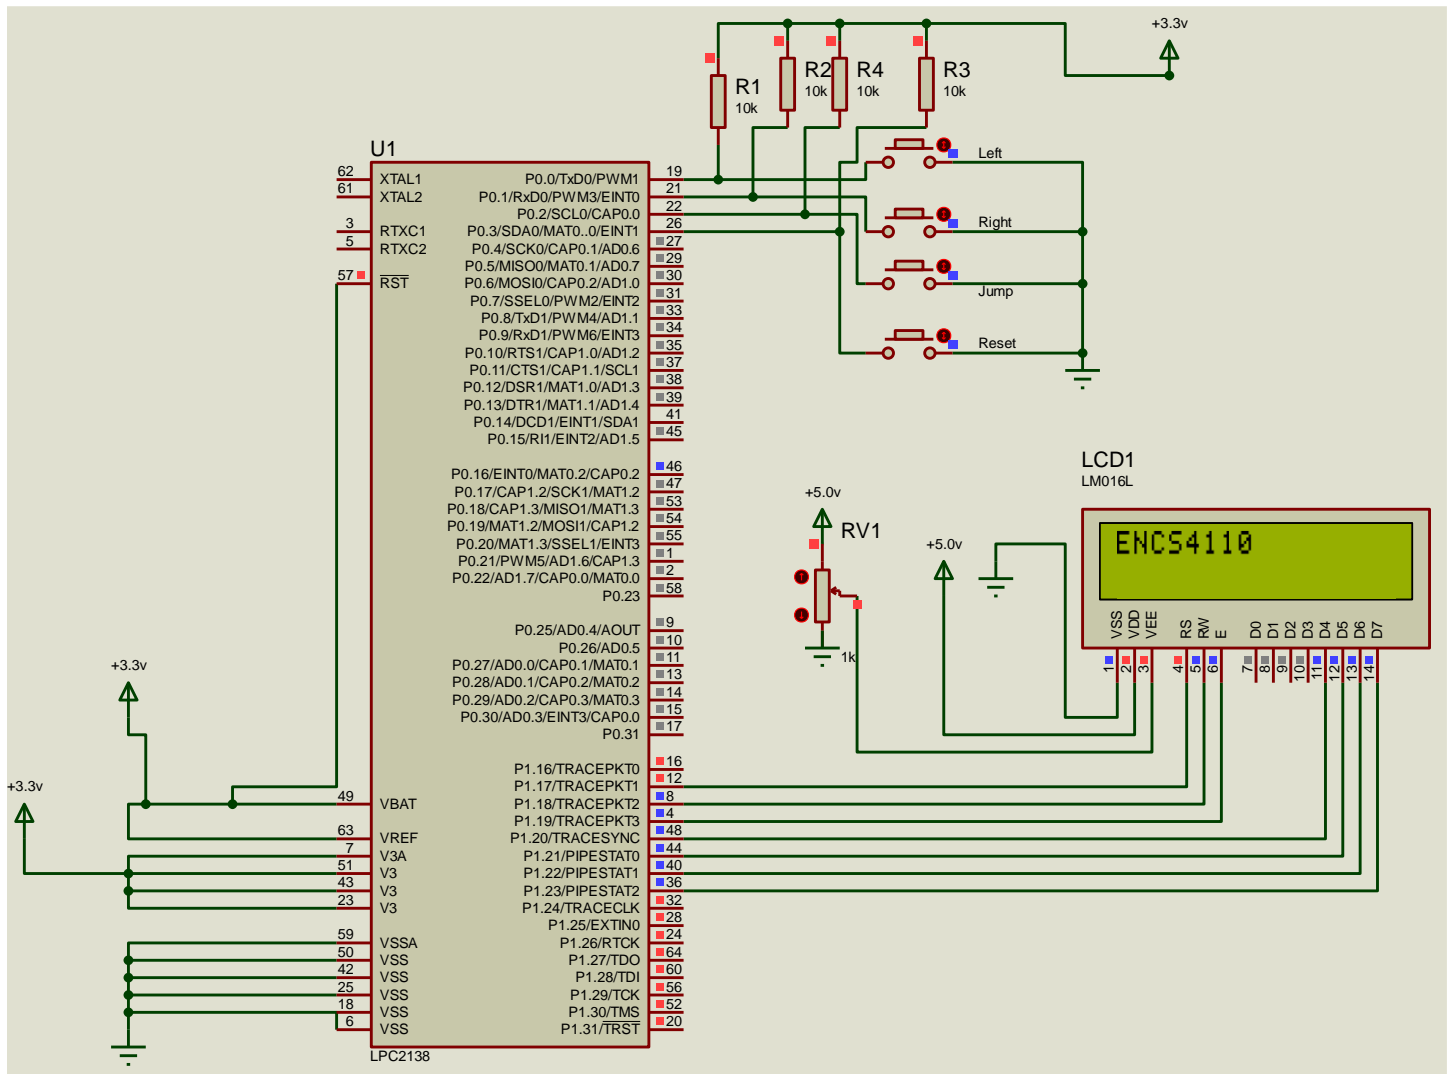 +3.3v
R1
10k
R2
10k
R4
10k
R3
10k
Left
Right
Jump
Reset
U1
62 XTAL1
61 XTAL2
3 RTXC1
5 RTXC2
57 RST
49 VBAT
63 VREF
7 V3A
51 V3
43 V3
23 V3
59 VSSA
50 VSS
42 VSS
25 VSS
18 VSS
6 VSS
P0.0/TxD0/PWM1 19
P0.1/RxD0/PWM3/EINT0 21
P0.2/SCL0/CAP0.0 22
P0.3/SDA0/MAT0..0/EINT1 26
P0.4/SCK0/CAP0.1/AD0.6 27
P0.5/MISO0/MAT0.1/AD0.7 29
P0.6/MOSI0/CAP0.2/AD1.0 30
P0.7/SSEL0/PWM2/EINT2 31
P0.8/TxD1/PWM4/AD1.1 33
P0.9/RxD1/PWM6/EINT3 34
P0.10/RTS1/CAP1.0/AD1.2 35
P0.11/CTS1/CAP1.1/SCL1 37
P0.12/DSR1/MAT1.0/AD1.3 38
P0.13/DTR1/MAT1.1/AD1.4 39
P0.14/DCD1/EINT1/SDA1 41
P0.15/RI1/EINT2/AD1.5 45
P0.16/EINT0/MAT0.2/CAP0.2 46
P0.17/CAP1.2/SCK1/MAT1.2 47
P0.18/CAP1.3/MISO1/MAT1.3 53
P0.19/MAT1.2/MOSI1/CAP1.2 54
P0.20/MAT1.3/SSEL1/EINT3 55
P0.21/PWM5/AD1.6/CAP1.3 1
P0.22/AD1.7/CAP0.0/MAT0.0 2
P0.23 58
P0.25/AD0.4/AOUT 9
P0.26/AD0.5 10
P0.27/AD0.0/CAP0.1/MAT0.1 11
P0.28/AD0.1/CAP0.2/MAT0.2 13
P0.29/AD0.2/CAP0.3/MAT0.3 14
P0.30/AD0.3/EINT3/CAP0.0 15
P0.31 17
P1.16/TRACEPKT0 16
P1.17/TRACEPKT1 12
P1.18/TRACEPKT2 8
P1.19/TRACEPKT3 4
P1.20/TRACESYNC 48
P1.21/PIPESTAT0 44
P1.22/PIPESTAT1 40
P1.23/PIPESTAT2 36
P1.24/TRACECLK 32
P1.25/EXTIN0 28
P1.26/RTCK 24
P1.27/TDO 64
P1.28/TDI 60
P1.29/TCK 56
P1.30/TMS 52
P1.31/TRST 20
LPC2138
+3.3v
+3.3v
+5.0v
RV1
1k
+5.0v
LCD1
LM016L
ENCS4110
VSS 1
VDD 2
VEE 3
RS 4
RW 5
E 6
D0 7
D1 8
D2 9
D3 10
D4 11
D5 12
D6 13
D7 14